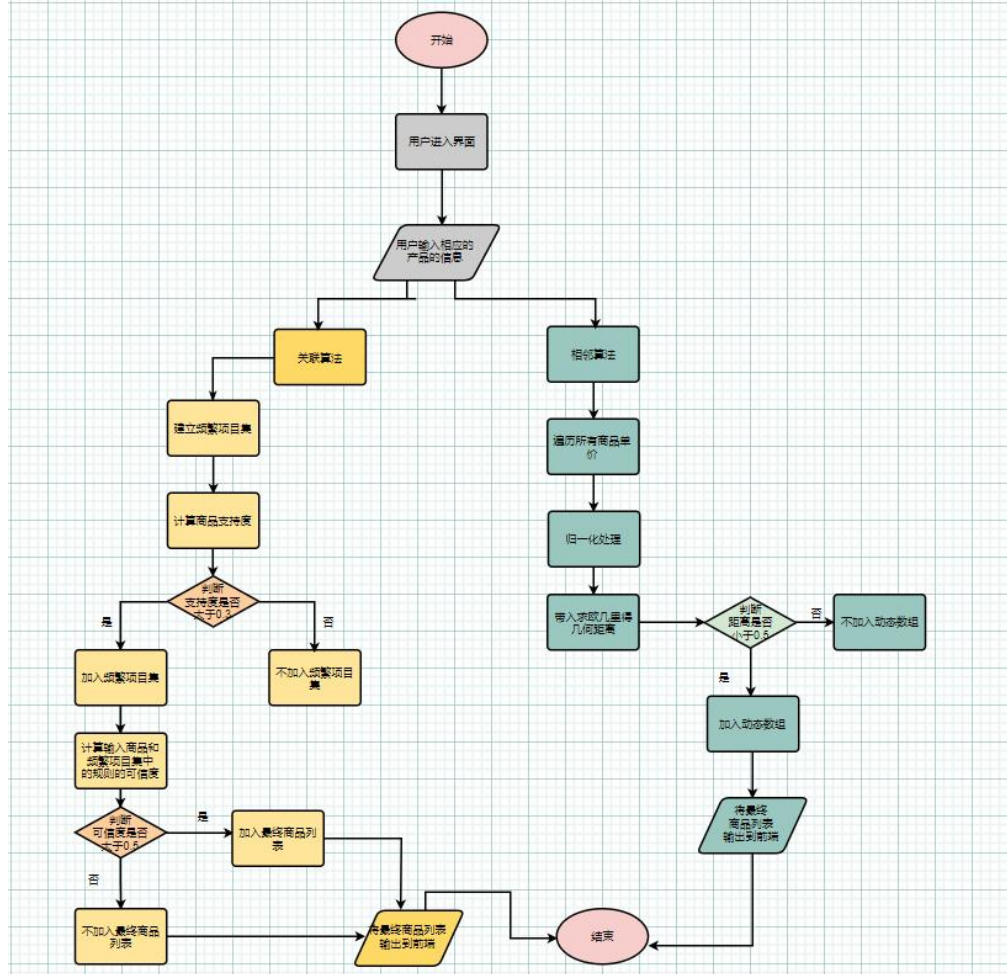 开始
用户进入界面
用户输入相应的
产品的信息
关联算法
相邻算法
建立频繁项目集
遍历所有商品单
价
计算商品支持度
归一化处理
判断
支持度是否
大于0.3
是
否
带入求欧几里得
几何距离
判断
距离是否
小于0.5
否
不加入动态数组
加入频繁项目集
不加入频繁项目
集
是
加入动态数组
计算输入商品和
频繁项目集中
的规则的可信度
判断
可信度是否
大于0.5
是
加入最终商品列
表
将最终
商品列表
输出到前端
否
不加入最终商品
列表
将最终商品列表
输出到前端
结束